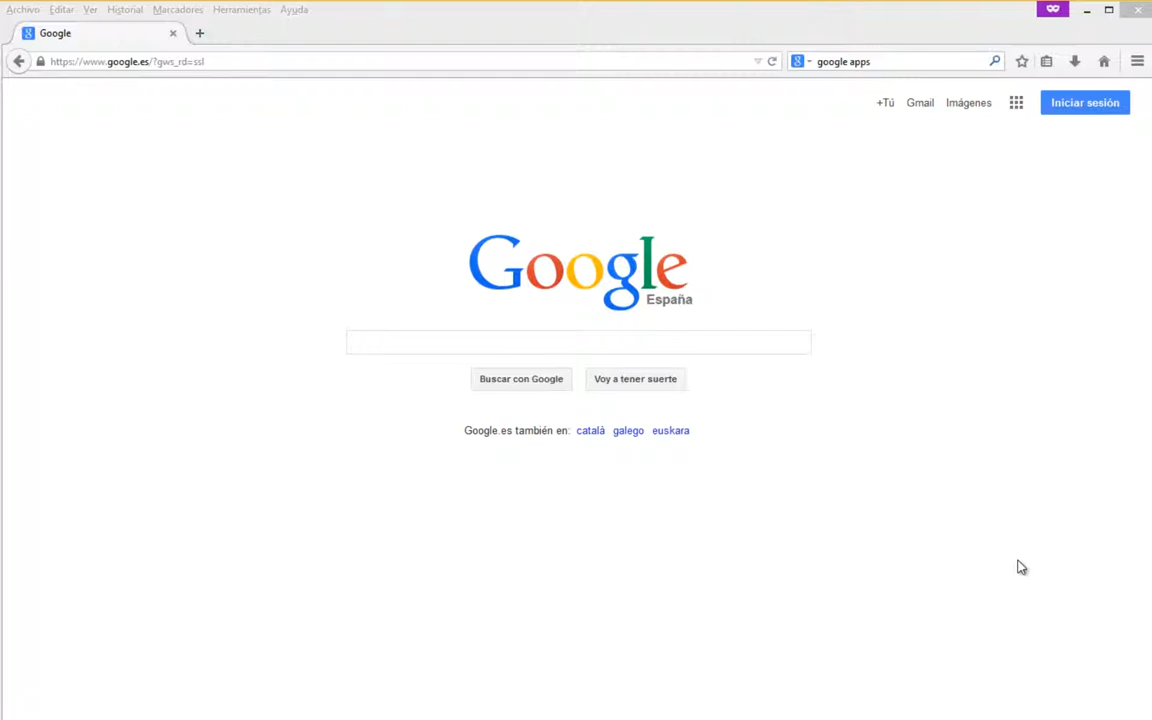 Archivo Editar Ver Historial Marcadores Herramientas Ayuda
Google
https://www.google.es/?gws_rd=ssl
google apps
+Tú Gmail Imágenes Iniciar sesión
Google
España
Buscar con Google Voy a tener suerte
Google.es también en: català galego euskara